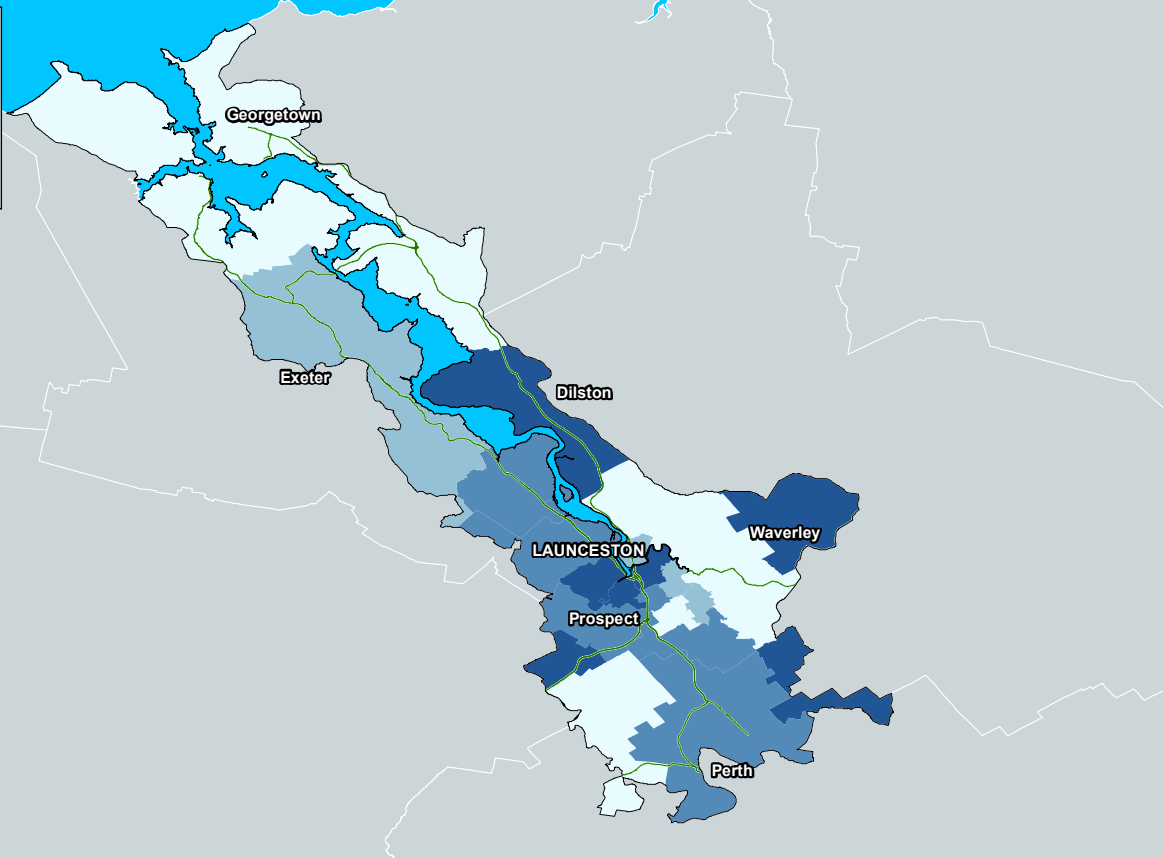 Georgetown
Exeter
Dilston
Waverley
LAUNCESTON
Prospect
Perth